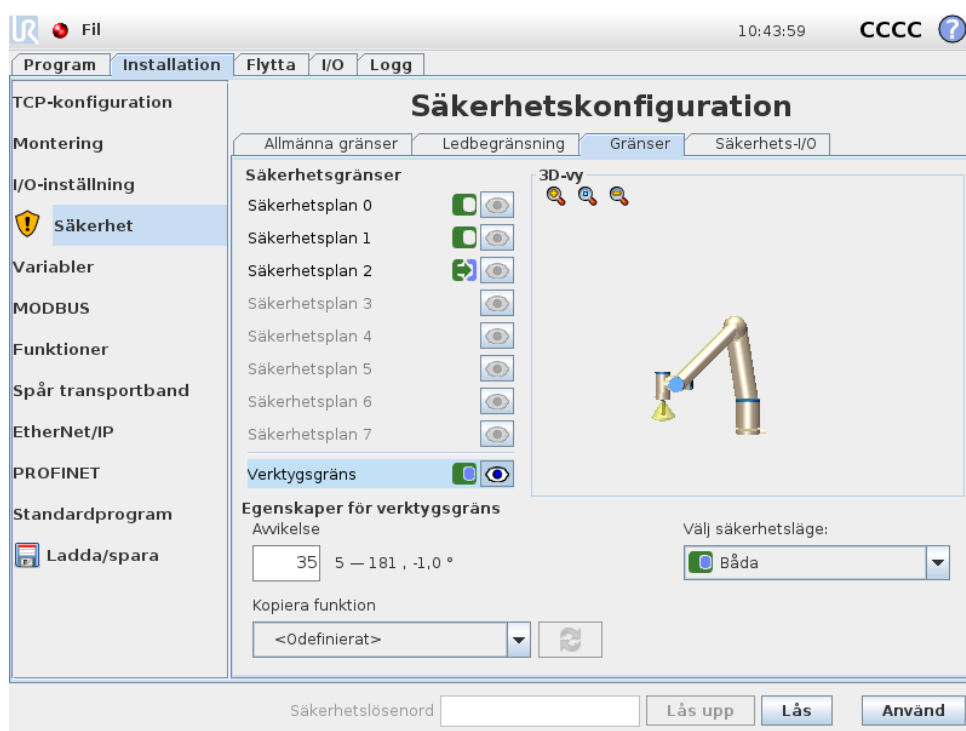 UR Fil 10:43:59 CCCC ?
Program Installation Flytta I/O Logg
TCP-konfiguration
Montering
I/O-inställning
Säkerhet
Variabler
MODBUS
Funktioner
Spår transportband
EtherNet/IP
PROFINET
Standardprogram
Ladda/spara
Säkerhetskonfiguration
Allmänna gränser Ledbegränsning Gränser Säkerhets-I/O
Säkerhetsgränser
Säkerhetsplan 0
Säkerhetsplan 1
Säkerhetsplan 2
Säkerhetsplan 3
Säkerhetsplan 4
Säkerhetsplan 5
Säkerhetsplan 6
Säkerhetsplan 7
Verktygsgräns
3D-vy
Egenskaper för verktygsgräns
Avvikelse
35 5 — 181 , -1,0 °
Välj säkerhetsläge:
Båda
Kopiera funktion
<Odefinierat>
Säkerhetslösenord Lås upp Lås Använd